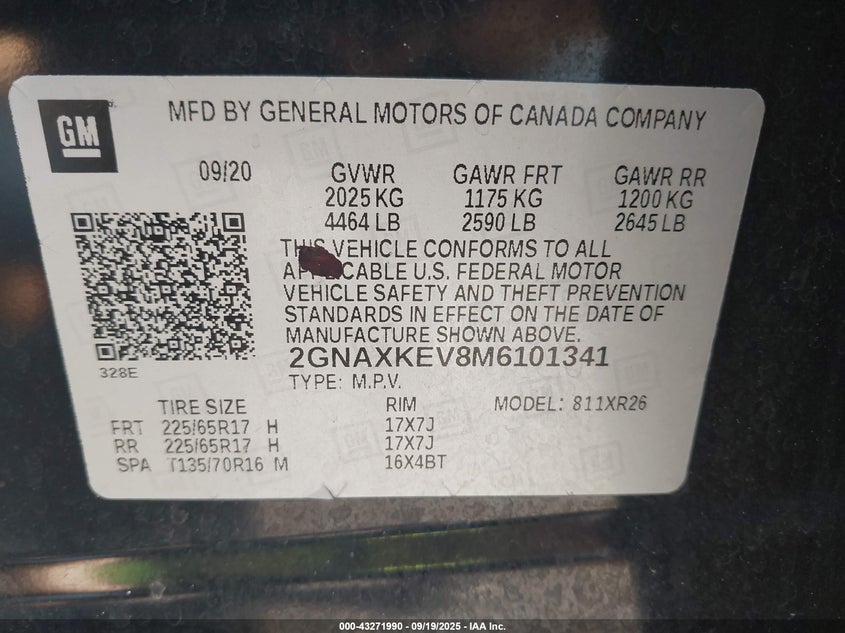 GM
MFD BY GENERAL MOTORS OF CANADA COMPANY
09/20 GVWR GAWR FRT GAWR RR
2025 KG 1175 KG 1200 KG
4464 LB 2590 LB 2645 LB
THIS VEHICLE CONFORMS TO ALL
APPLICABLE U.S. FEDERAL MOTOR
VEHICLE SAFETY AND THEFT PREVENTION
STANDARDS IN EFFECT ON THE DATE OF
MANUFACTURE SHOWN ABOVE.
2GNAXKEV8M6101341
328E
TYPE: M.P.V.
TIRE SIZE RIM MODEL: 811XR26
FRT 225/65R17 H 17X7J
RR 225/65R17 H 17X7J
SPA T135/70R16 M 16X4BT
000-43271990 - 09/19/2025 - IAA Inc.